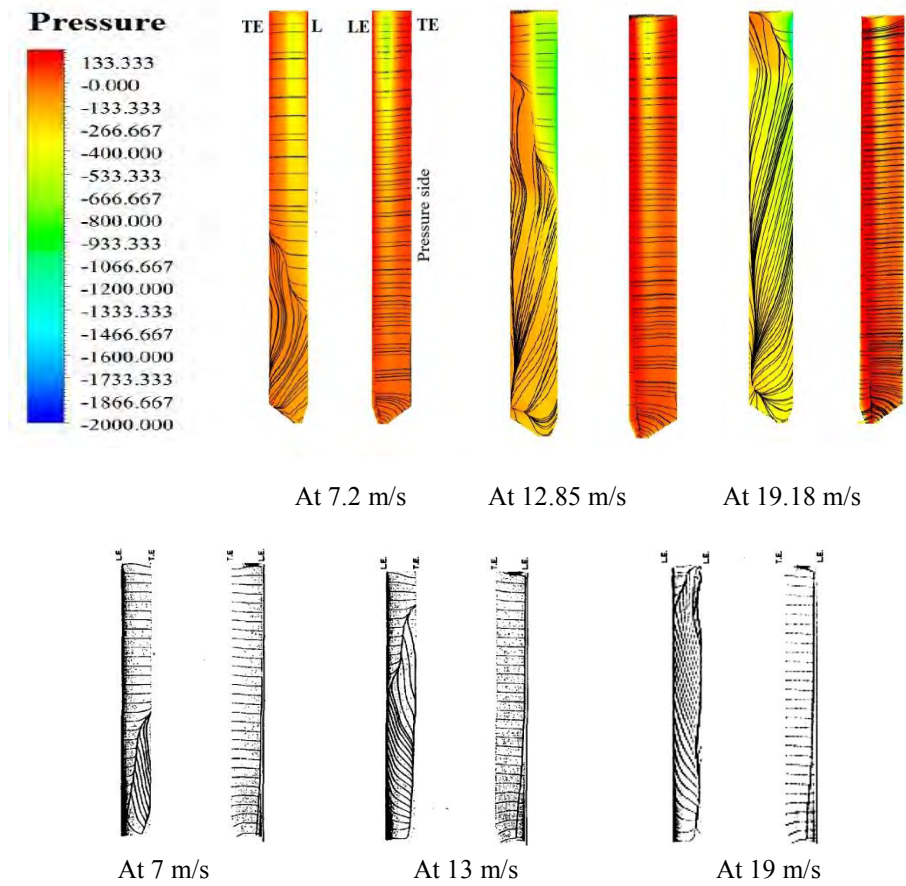 Pressure
133.333
-0.000
-133.333
-266.667
-400.000
-533.333
-666.667
-800.000
-933.333
-1066.667
-1200.000
-1333.333
-1466.667
-1600.000
-1733.333
-1866.667
-2000.000
TE L LE TE
Pressure side
At 7.2 m/s At 12.85 m/s At 19.18 m/s
L.E. T.E. T.E. L.E. L.E. T.E. T.E. L.E. L.E. L.E. T.E. L.E.
At 7 m/s At 13 m/s At 19 m/s